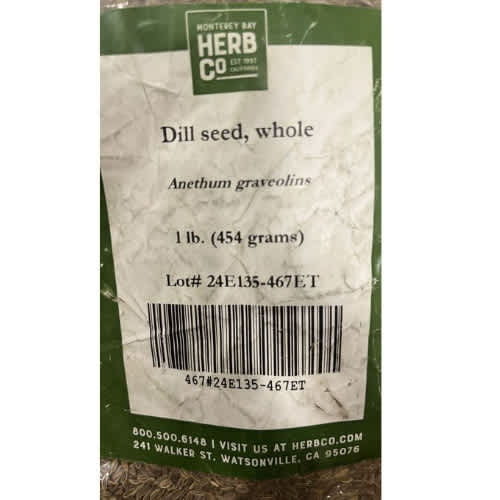 MONTEREY BAY
HERB
CO
EST 1997
CALIFORNIA
Dill seed, whole
Anethum graveolins
1 lb. (454 grams)
Lot# 24E135-467ET
467#24E135-467ET
800.500.6148 | VISIT US AT HERBCO.COM
241 WALKER ST. WATSONVILLE, CA 95076